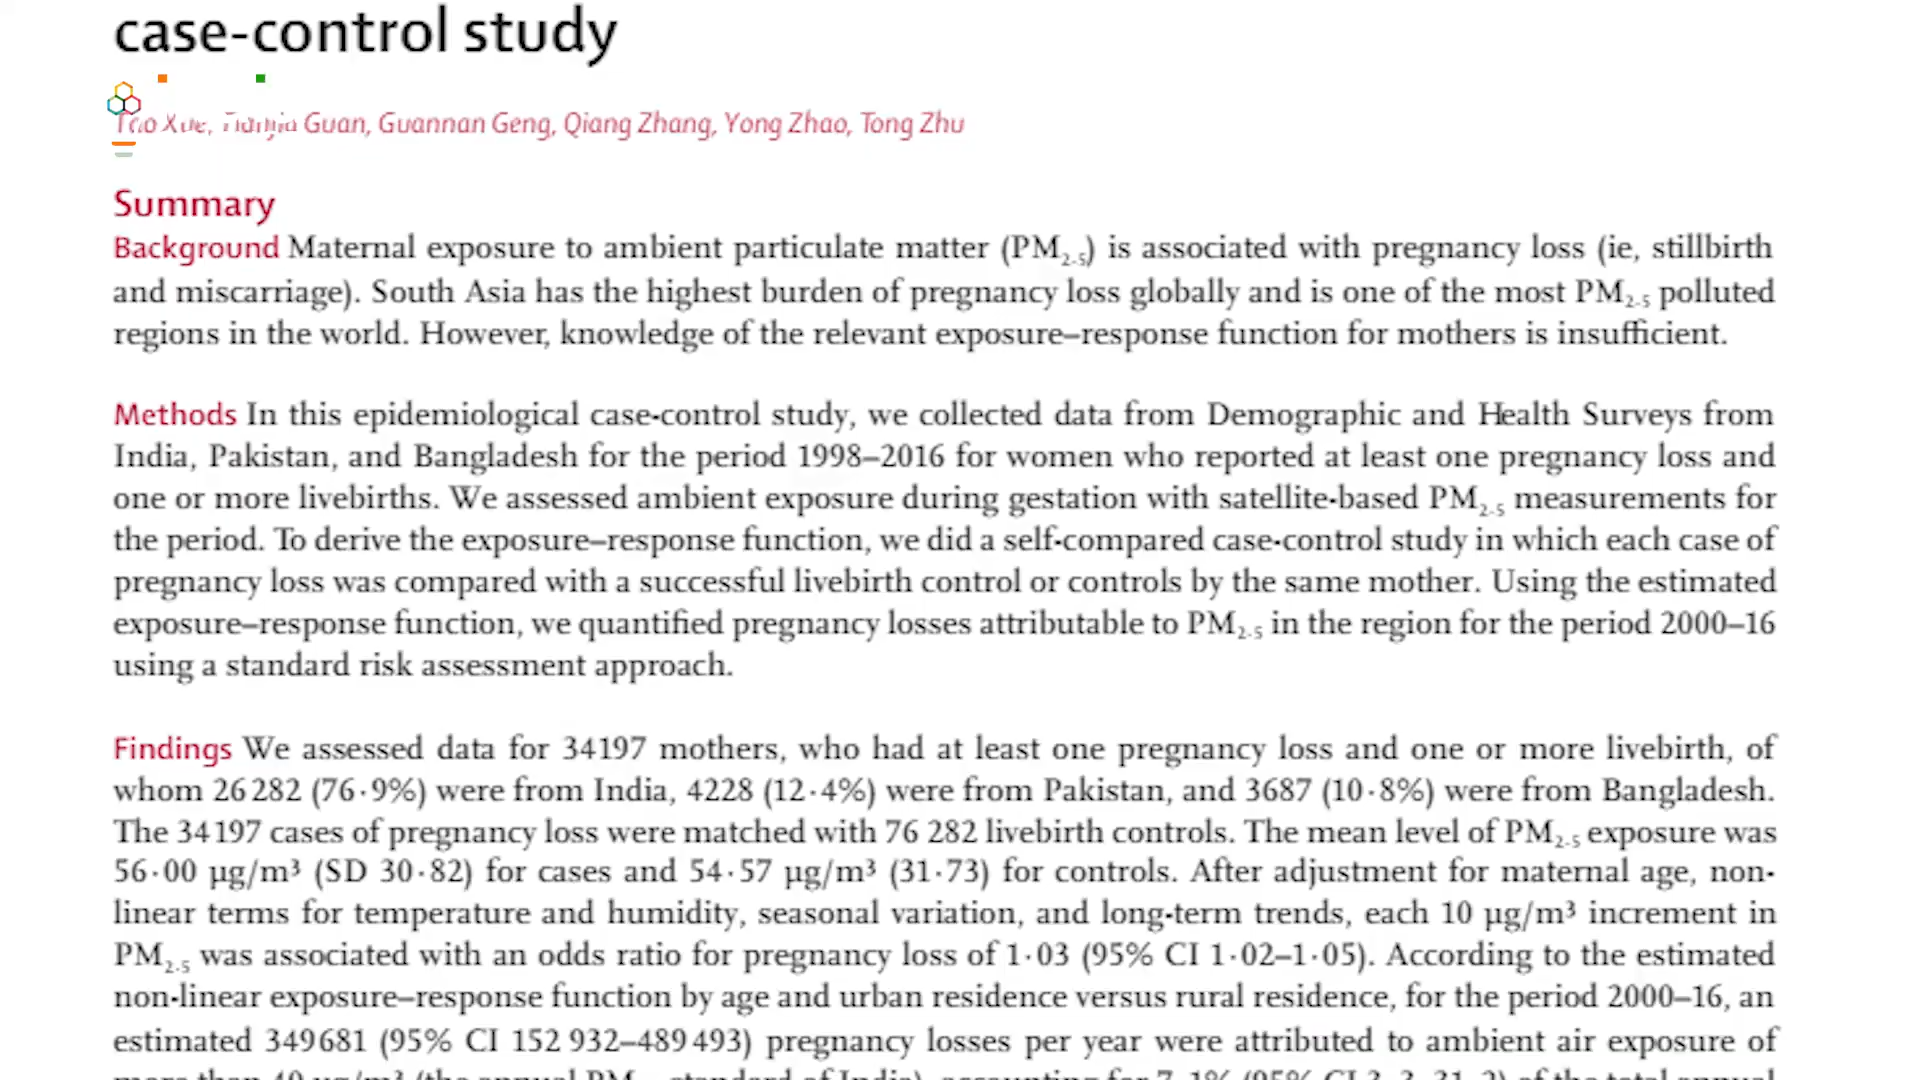 case-control study
Tao Xue, Tianjia Guan, Guannan Geng, Qiang Zhang, Yong Zhao, Tong Zhu
Summary
Background Maternal exposure to ambient particulate matter (PM2·5) is associated with pregnancy loss (ie, stillbirth
and miscarriage). South Asia has the highest burden of pregnancy loss globally and is one of the most PM2·5 polluted
regions in the world. However, knowledge of the relevant exposure–response function for mothers is insufficient.
Methods In this epidemiological case-control study, we collected data from Demographic and Health Surveys from
India, Pakistan, and Bangladesh for the period 1998–2016 for women who reported at least one pregnancy loss and
one or more livebirths. We assessed ambient exposure during gestation with satellite-based PM2·5 measurements for
the period. To derive the exposure–response function, we did a self-compared case-control study in which each case of
pregnancy loss was compared with a successful livebirth control or controls by the same mother. Using the estimated
exposure–response function, we quantified pregnancy losses attributable to PM2·5 in the region for the period 2000–16
using a standard risk assessment approach.
Findings We assessed data for 34 197 mothers, who had at least one pregnancy loss and one or more livebirth, of
whom 26 282 (76·9%) were from India, 4228 (12·4%) were from Pakistan, and 3687 (10·8%) were from Bangladesh.
The 34 197 cases of pregnancy loss were matched with 76 282 livebirth controls. The mean level of PM2·5 exposure was
56·00 µg/m³ (SD 30·82) for cases and 54·57 µg/m³ (31·73) for controls. After adjustment for maternal age, non-
linear terms for temperature and humidity, seasonal variation, and long-term trends, each 10 µg/m³ increment in
PM2·5 was associated with an odds ratio for pregnancy loss of 1·03 (95% CI 1·02–1·05). According to the estimated
non-linear exposure–response function by age and urban residence versus rural residence, for the period 2000–16, an
estimated 349 681 (95% CI 152 932–489 493) pregnancy losses per year were attributed to ambient air exposure of